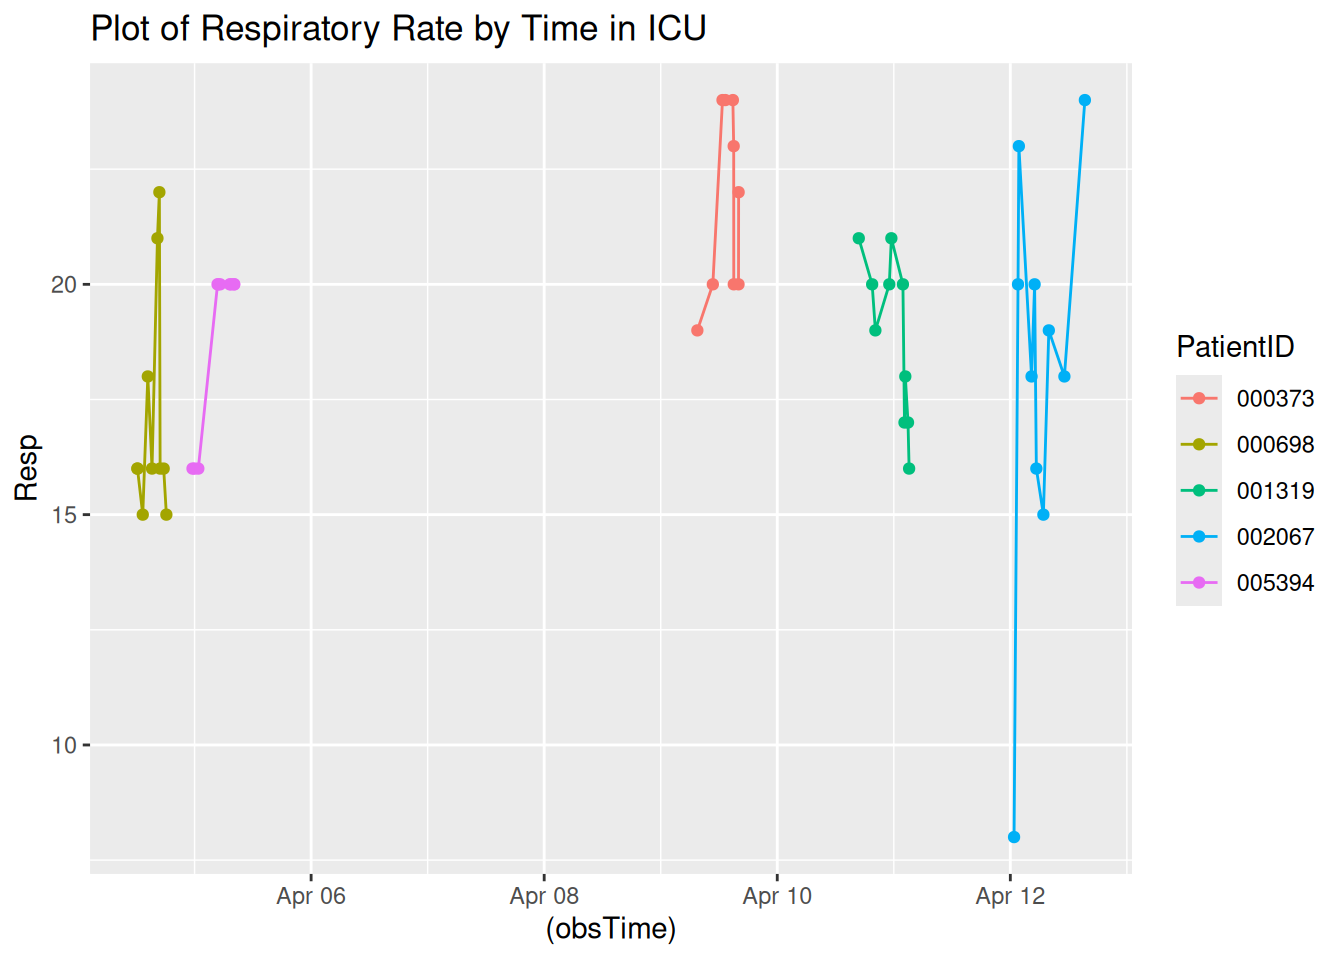 Plot of Respiratory Rate by Time in ICU
Resp
20
15
10
Apr 06
Apr 08
Apr 10
Apr 12
(obsTime)
PatientID
000373
000698
001319
002067
005394